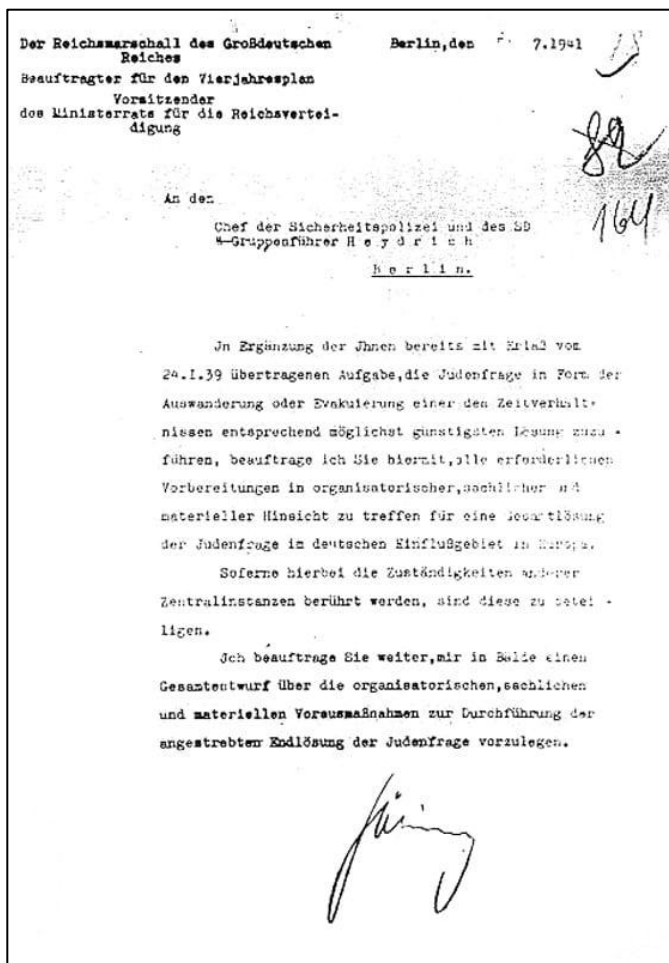 Der Reichsmarschall des Großdeutschen
Reiches
Beauftragter für den Vierjahresplan
Vorsitzender
des Ministerrats für die Reichsvertei-
digung
Berlin,den 7.1941
82
164
An den
Chef der Sicherheitspolizei und des SD
SS-Gruppenführer H e y d r i c h
B e r l i n.
Jn Ergänzung der Jhnen bereits mit Erlaß vom
24.I.39 übertragenen Aufgabe,die Judenfrage in Form der
Auswanderung oder Evakuierung einer den Zeitverhält-
nissen entsprechend möglichst günstigsten Lösung zuzu -
führen, beauftrage ich Sie hiermit,alle erforderlichen
Vorbereitungen in organisatorischer,sachlicher und
materieller Hinsicht zu treffen für eine Gesamtlösung
der Judenfrage im deutschen Einflußgebiet in Europa.
Soferne hierbei die Zuständigkeiten anderer
Zentralinstanzen berührt werden, sind diese zu betei -
ligen.
Jch beauftrage Sie weiter,mir in Bälde einen
Gesamtentwurf über die organisatorischen,sachlichen
und materiellen Vorausmaßnahmen zur Durchführung der
angestrebten Endlösung der Judenfrage vorzulegen.
Göring